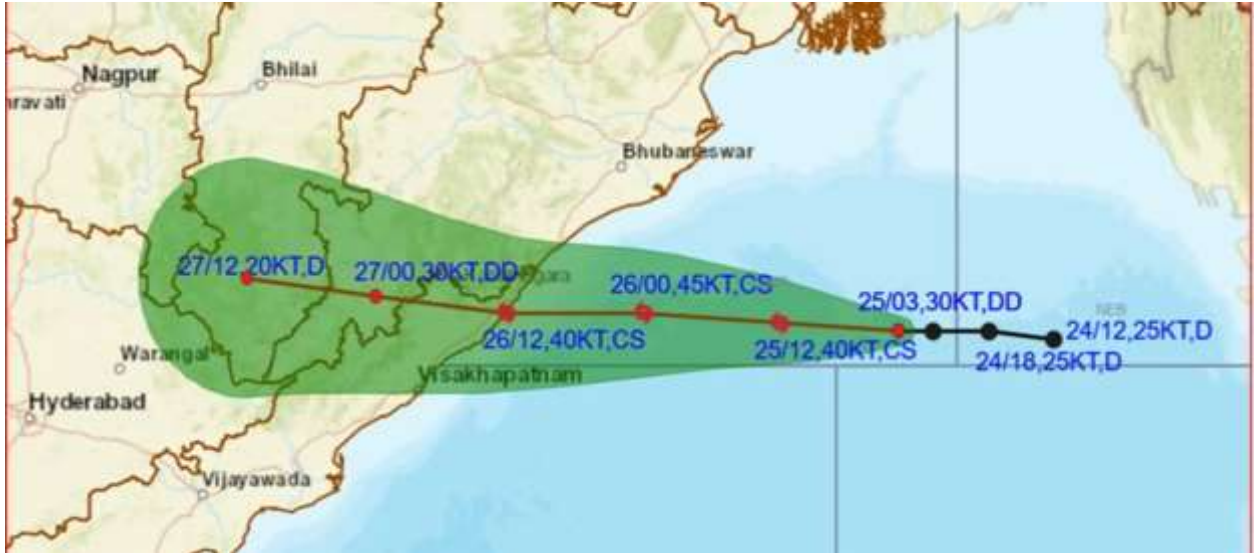 Nagpur
Bhilai
nravati
Bhubaneswar
27/12,20KT,D
27/00,30KT,DD
26/00,45KT,CS
25/03,30KT,DD
24/12,25KT,D
26/12,40KT,CS
25/12,40KT,CS
24/18,25KT,D
Warangal
Visakhapatnam
Hyderabad
Vijayawada